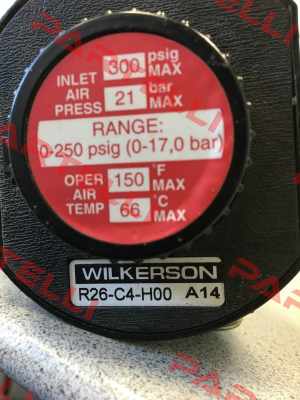 INLET AIR PRESS 300 psig MAX
21 bar MAX
RANGE:
0-250 psig (0-17,0 bar)
OPER AIR TEMP 150 °F MAX
66 °C MAX
WILKERSON
R26-C4-H00 A14